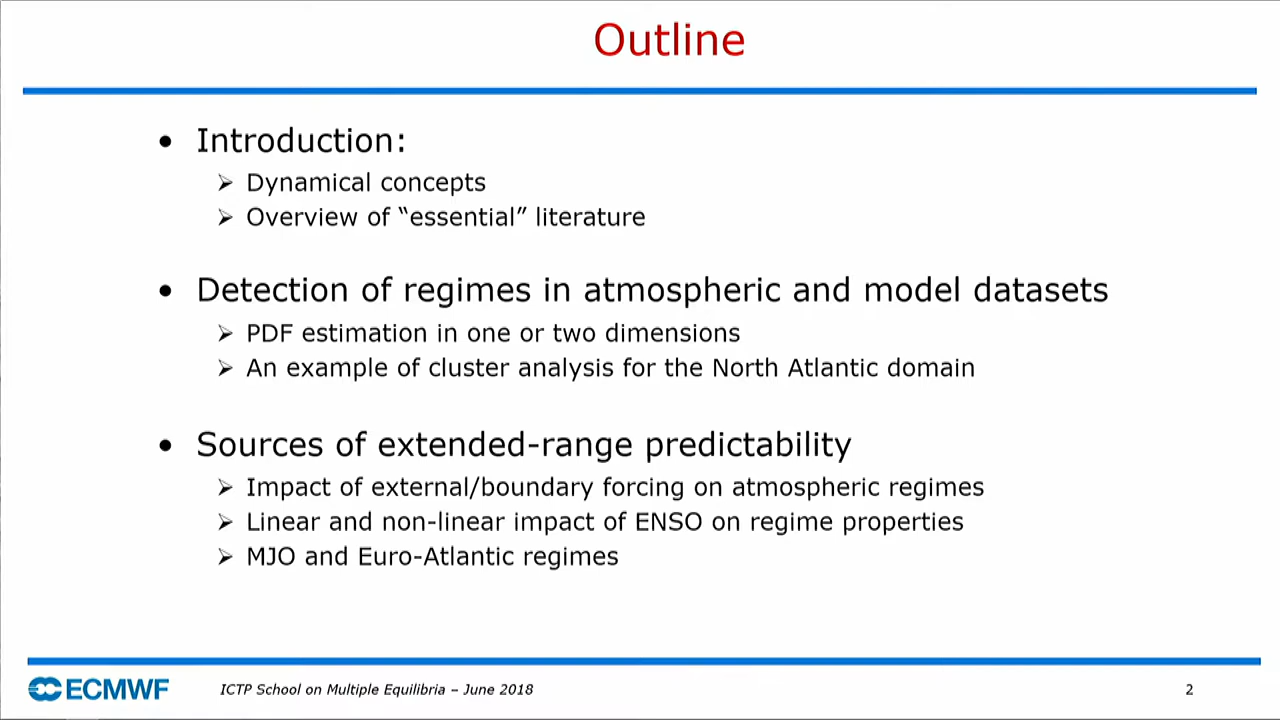 Outline
• Introduction:
➢ Dynamical concepts
➢ Overview of “essential” literature
• Detection of regimes in atmospheric and model datasets
➢ PDF estimation in one or two dimensions
➢ An example of cluster analysis for the North Atlantic domain
• Sources of extended-range predictability
➢ Impact of external/boundary forcing on atmospheric regimes
➢ Linear and non-linear impact of ENSO on regime properties
➢ MJO and Euro-Atlantic regimes
ECMWF ICTP School on Multiple Equilibria – June 2018 2